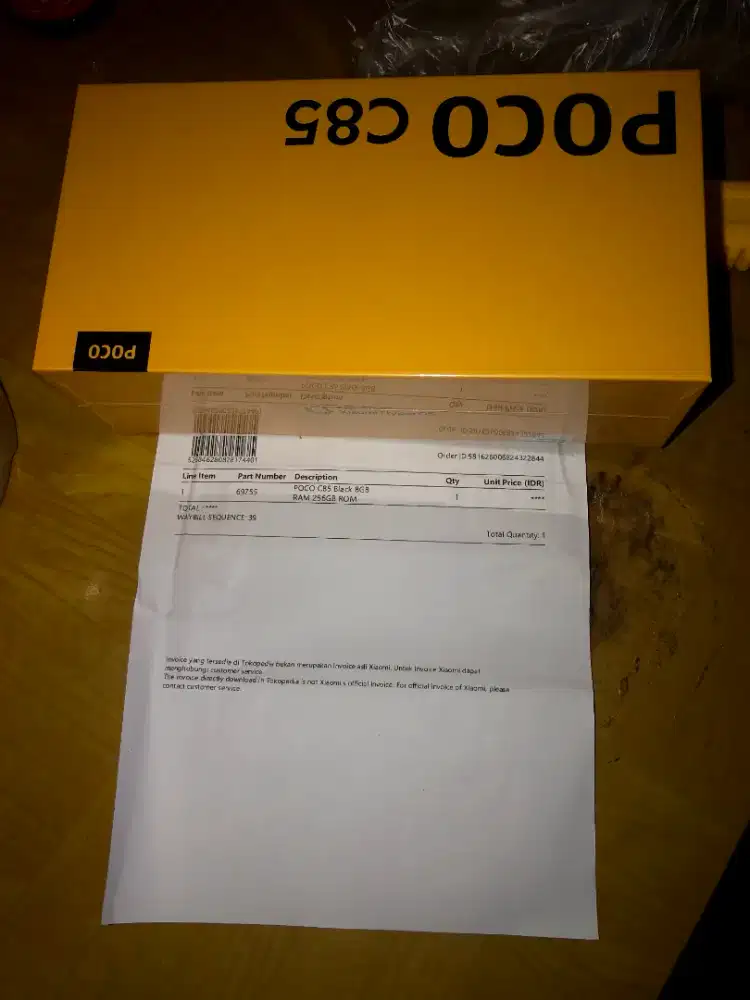 POCO C85
POCO
Order ID:581628008824322844
Line Item Part Number Description Qty Unit Price (IDR)
1 69755 POCO C85 Black 8GB 1 ****
RAM 256GB ROM
TOTAL : ****
WAYBILL SEQUENCE: 35
Total Quantity: 1
Invoice yang tersedia di Tokopedia bukan merupakan invoice asli Xiaomi. Untuk Invoice Xiaomi dapat
menghubungi customer service.
The invoice directly download in Tokopedia is not Xiaomi's official invoice. For official invoice of Xiaomi, please
contact customer service.